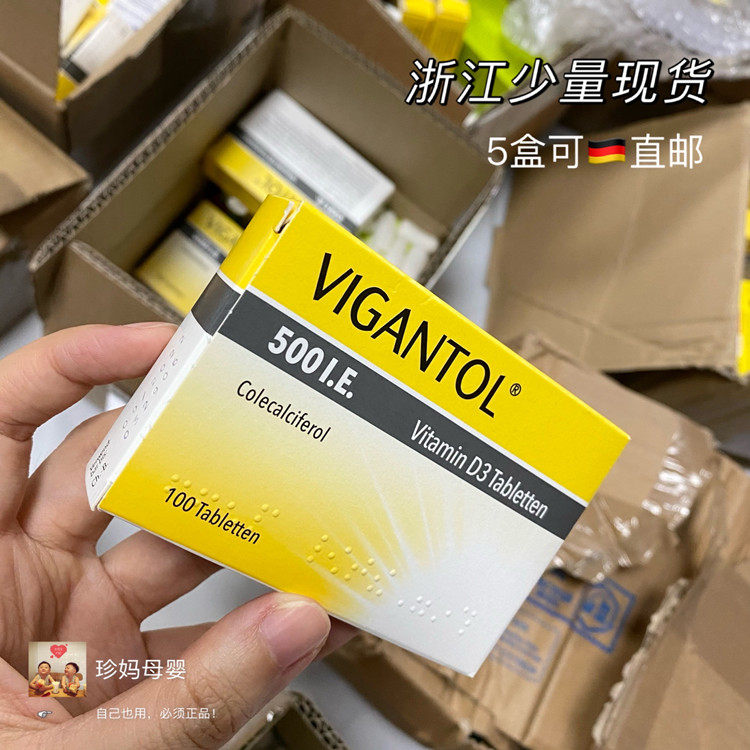 浙江少量现货
5盒可🇩🇪直邮
VIGANTOL®
500 I.E.
Vitamin D3 Tabletten
Colecalciferol
100 Tabletten
Ch.-B.
珍妈母婴
自己也用，必须正品！